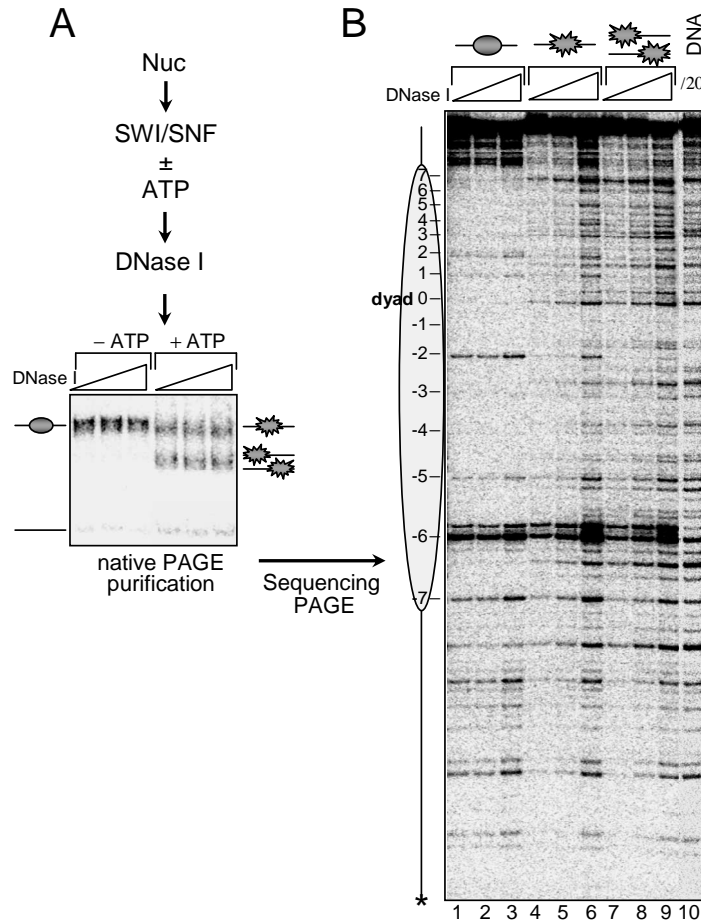 A
Nuc
SWI/SNF
±
ATP
DNase I
– ATP
+ ATP
DNase I
native PAGE
purification
Sequencing
PAGE
B
DNA
DNase I
/20
7
6
5
4
3
2
1
dyad 0
-1
-2
-3
-4
-5
-6
-7
*
1 2 3 4 5 6 7 8 9 10